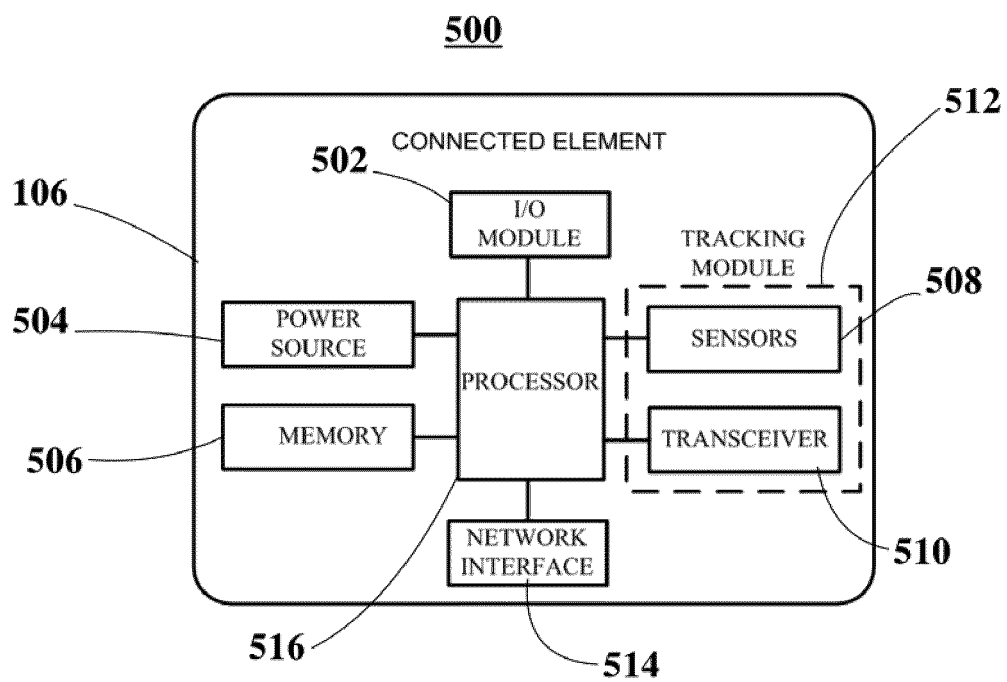 500
512
CONNECTED ELEMENT
502
106
I/O
MODULE
TRACKING
MODULE
508
504
POWER
SOURCE
SENSORS
PROCESSOR
506
MEMORY
TRANSCEIVER
NETWORK
INTERFACE
510
516
514